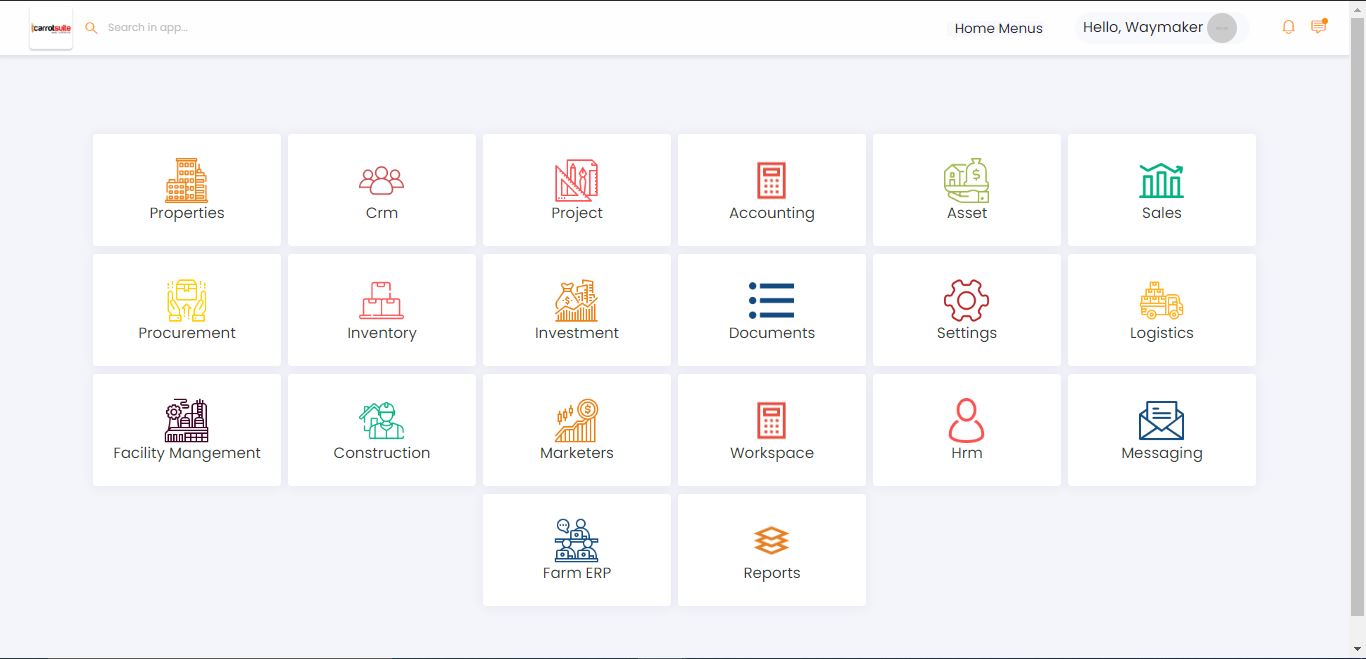 carrotsuite
Search in app...
Home Menus
Hello, Waymaker
Properties
Crm
Project
Accounting
Asset
Sales
Procurement
Inventory
Investment
Documents
Settings
Logistics
Facility Mangement
Construction
Marketers
Workspace
Hrm
Messaging
Farm ERP
Reports